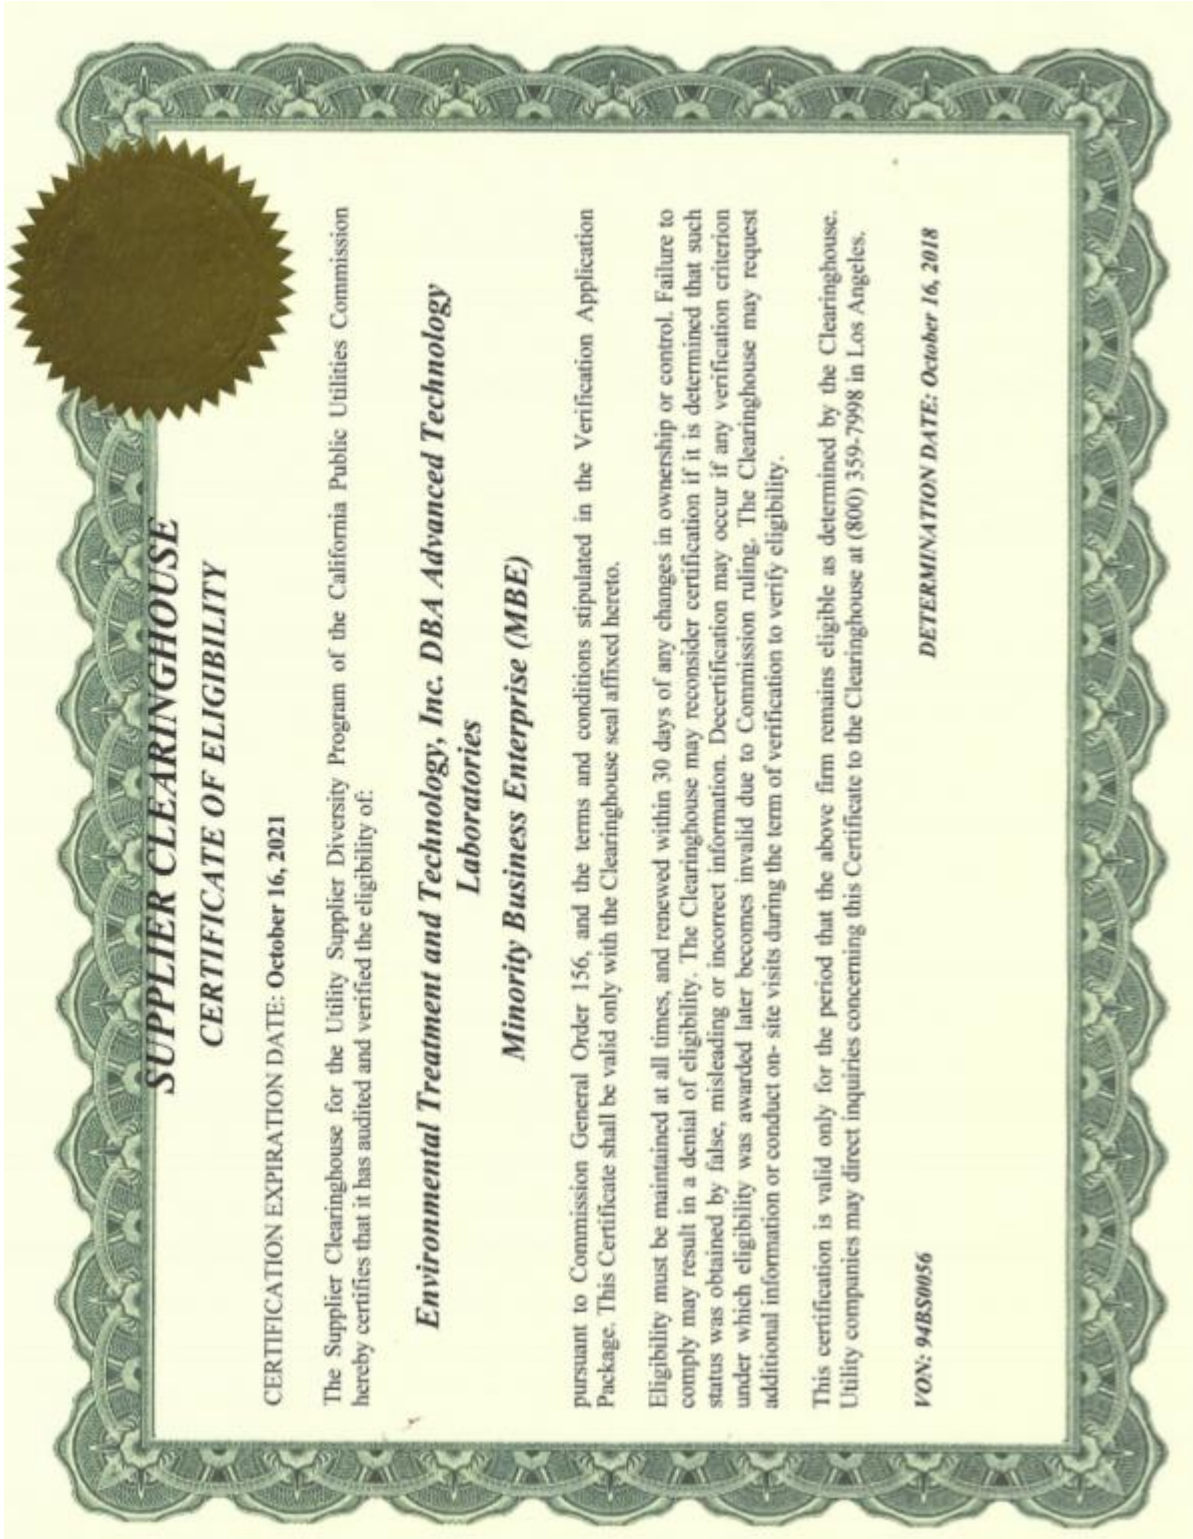 SUPPLIER CLEARINGHOUSE
CERTIFICATE OF ELIGIBILITY
CERTIFICATION EXPIRATION DATE: October 16, 2021
The Supplier Clearinghouse for the Utility Supplier Diversity Program of the California Public Utilities Commission
hereby certifies that it has audited and verified the eligibility of:
Environmental Treatment and Technology, Inc. DBA Advanced Technology
Laboratories
Minority Business Enterprise (MBE)
pursuant to Commission General Order 156, and the terms and conditions stipulated in the Verification Application
Package. This Certificate shall be valid only with the Clearinghouse seal affixed hereto.
Eligibility must be maintained at all times, and renewed within 30 days of any changes in ownership or control. Failure to
comply may result in a denial of eligibility. The Clearinghouse may reconsider certification if it is determined that such
status was obtained by false, misleading or incorrect information. Decertification may occur if any verification criterion
under which eligibility was awarded later becomes invalid due to Commission ruling. The Clearinghouse may request
additional information or conduct on- site visits during the term of verification to verify eligibility.
This certification is valid only for the period that the above firm remains eligible as determined by the Clearinghouse.
Utility companies may direct inquiries concerning this Certificate to the Clearinghouse at (800) 359-7998 in Los Angeles.
VON: 94BS0056
DETERMINATION DATE: October 16, 2018